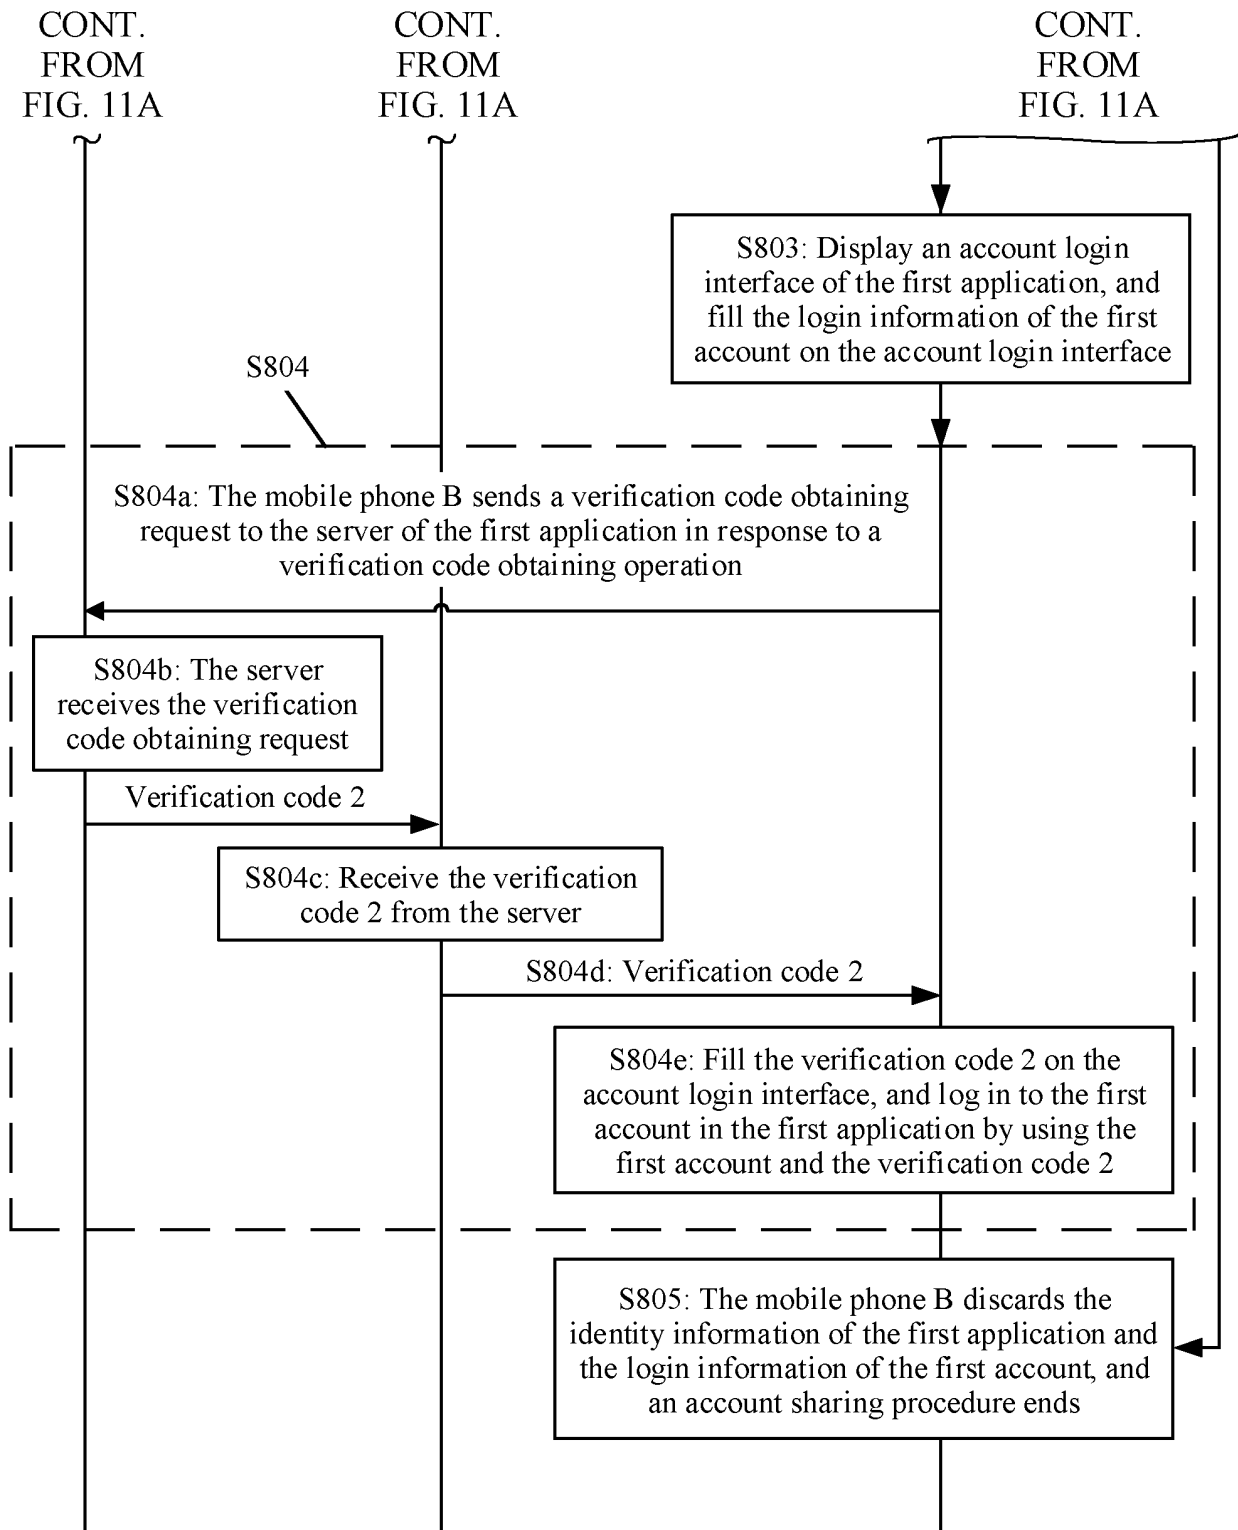 CONT.
FROM
FIG. 11A
CONT.
FROM
FIG. 11A
CONT.
FROM
FIG. 11A
S803: Display an account login
interface of the first application, and
fill the login information of the first
account on the account login interface
S804
S804a: The mobile phone B sends a verification code obtaining
request to the server of the first application in response to a
verification code obtaining operation
S804b: The server
receives the verification
code obtaining request
Verification code 2
S804c: Receive the verification
code 2 from the server
S804d: Verification code 2
S804e: Fill the verification code 2 on the
account login interface, and log in to the first
account in the first application by using the
first account and the verification code 2
S805: The mobile phone B discards the
identity information of the first application and
the login information of the first account, and
an account sharing procedure ends